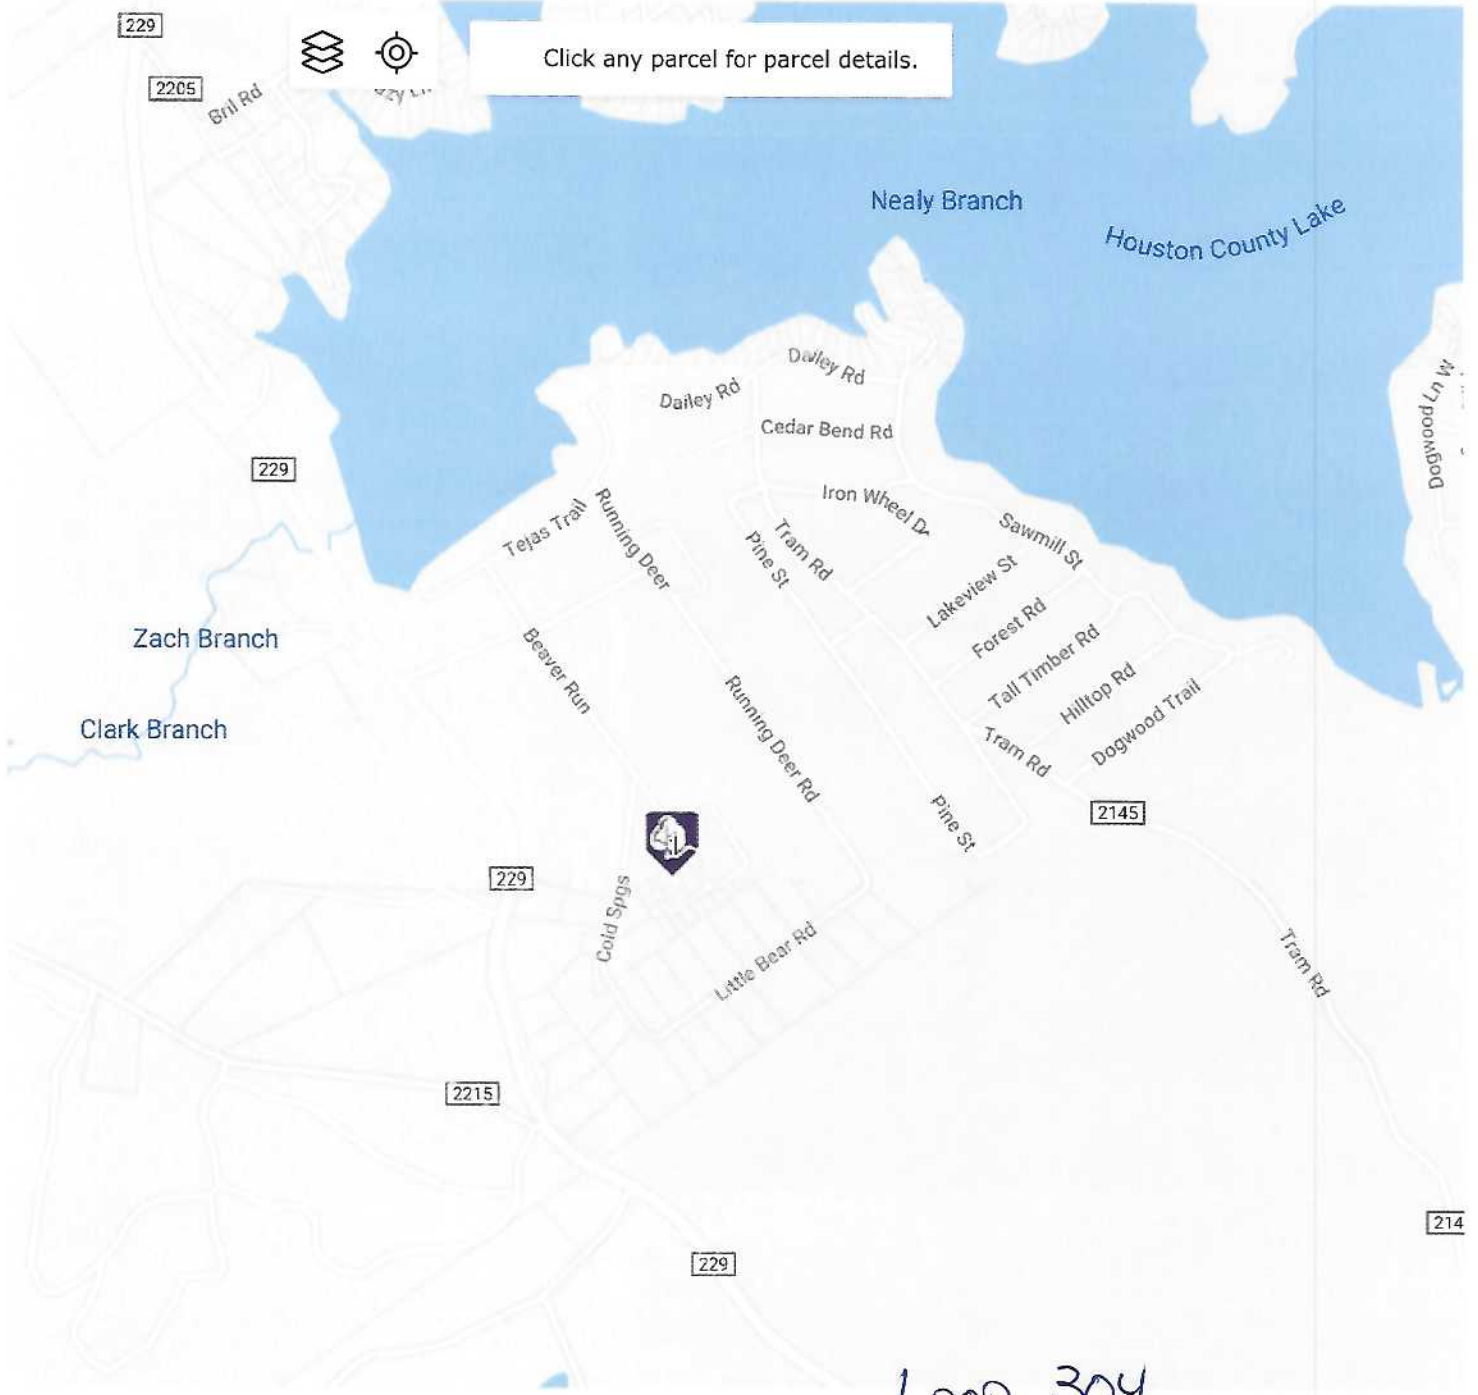 229
2205
Bril Rd
Click any parcel for parcel details.
Nealy Branch
Houston County Lake
Dailey Rd
Dailey Rd
Cedar Bend Rd
Dogwood Ln W
229
Iron Wheel Dr
Tejas Trail
Running Deer
Tram Rd
Pine St
Sawmill St
Lakeview St
Forest Rd
Zach Branch
Beaver Run
Tall Timber Rd
Hilltop Rd
Clark Branch
Running Deer Rd
Dogwood Trail
Tram Rd
Pine St
2145
229
Cold Spgs
Little Bear Rd
Tram Rd
2215
214
229
Loop 304